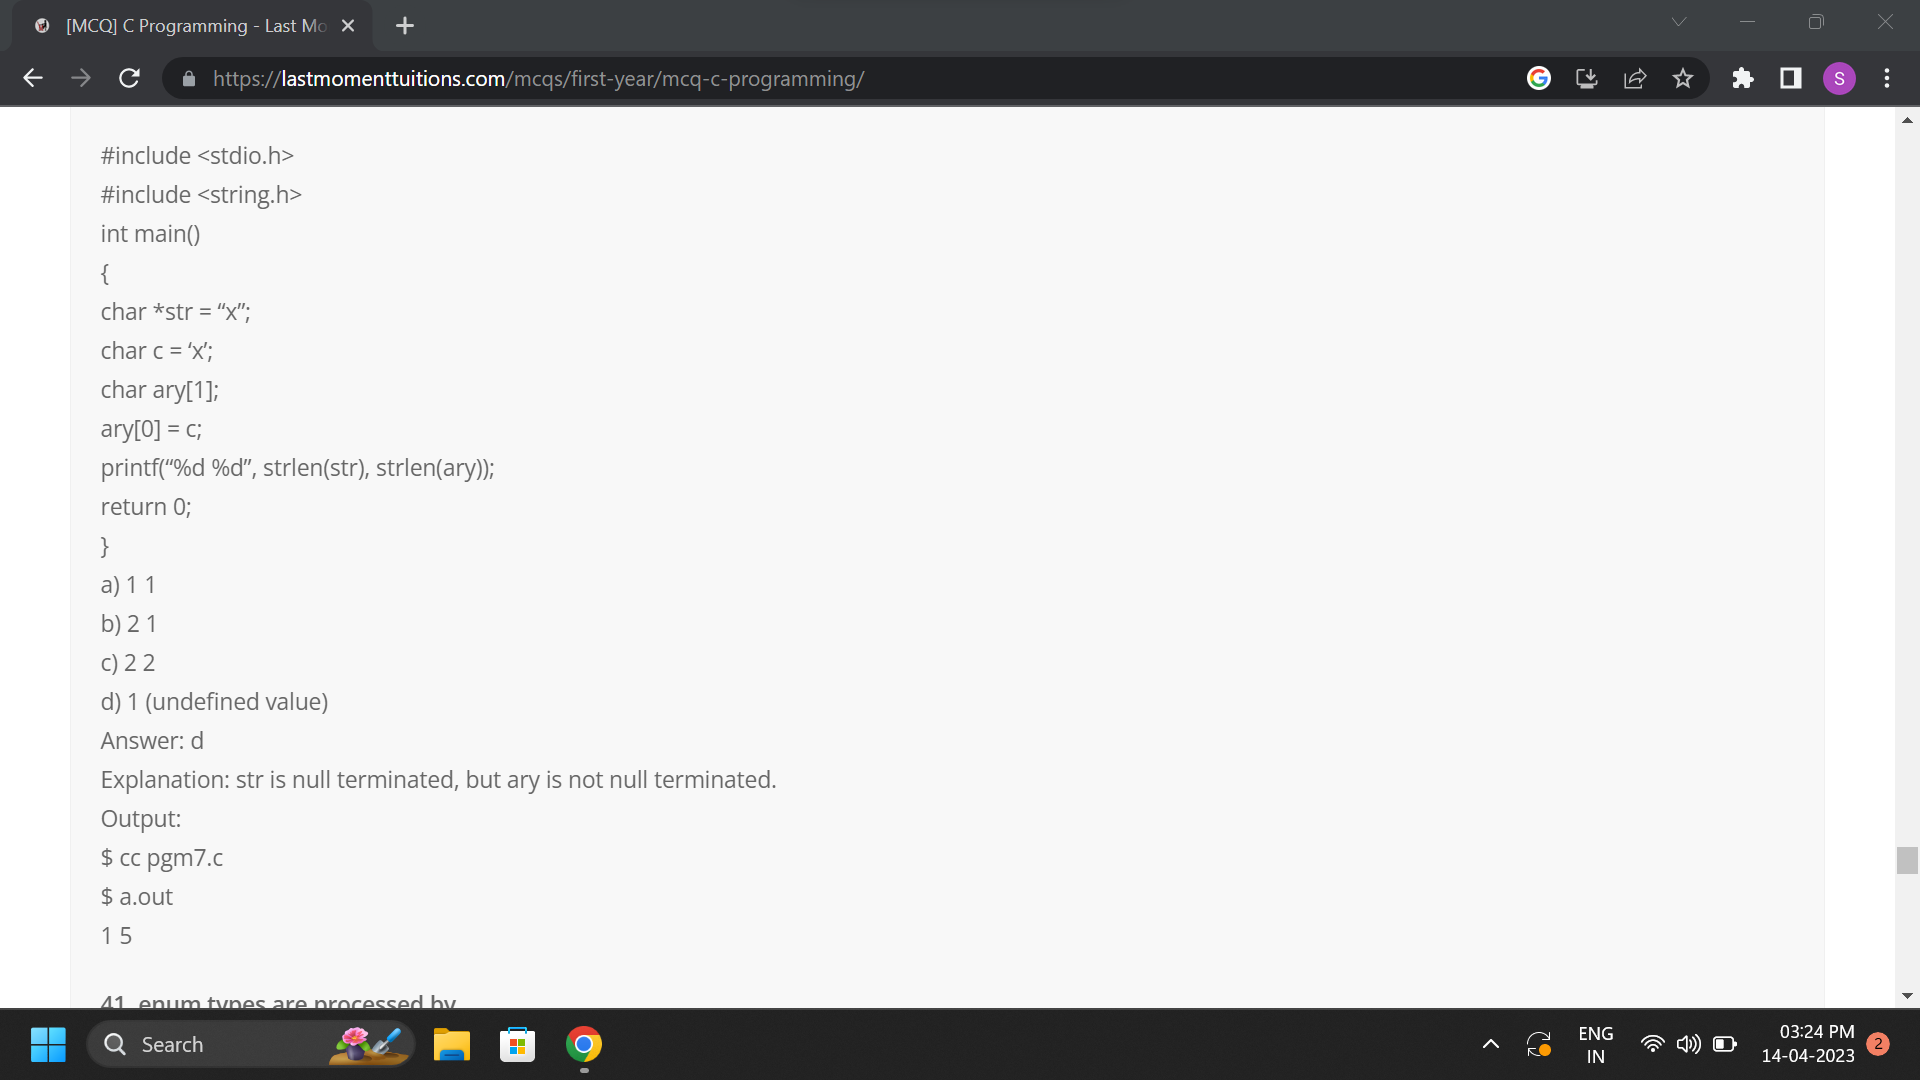 [MCQ] C Programming - Last Mo
https://lastmomenttuitions.com/mcqs/first-year/mcq-c-programming/
S
#include <stdio.h>
#include <string.h>
int main()
{
char *str = “x”;
char c = ‘x’;
char ary[1];
ary[0] = c;
printf(“%d %d”, strlen(str), strlen(ary));
return 0;
}
a) 1 1
b) 2 1
c) 2 2
d) 1 (undefined value)
Answer: d
Explanation: str is null terminated, but ary is not null terminated.
Output:
$ cc pgm7.c
$ a.out
1 5
41. enum types are processed by
Search
ENG
IN
03:24 PM
14-04-2023
2